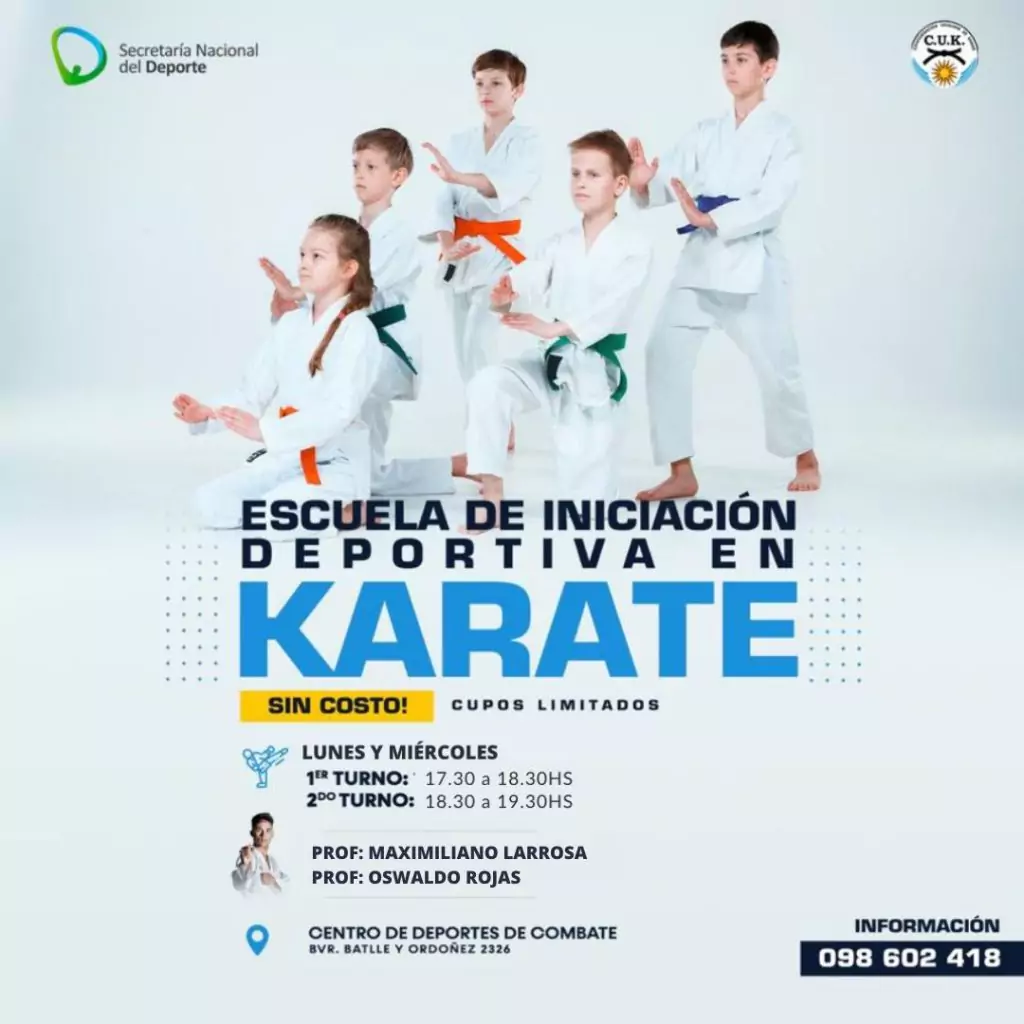 Secretaría Nacional
del Deporte
C.U.K.
ESCUELA DE INICIACIÓN
DEPORTIVA EN
KARATE
SIN COSTO!
CUPOS LIMITADOS
LUNES Y MIÉRCOLES
1ER TURNO: 17.30 a 18.30HS
2DO TURNO: 18.30 a 19.30HS
PROF: MAXIMILIANO LARROSA
PROF: OSWALDO ROJAS
CENTRO DE DEPORTES DE COMBATE
BVR. BATLLE Y ORDOÑEZ 2326
INFORMACIÓN
098 602 418